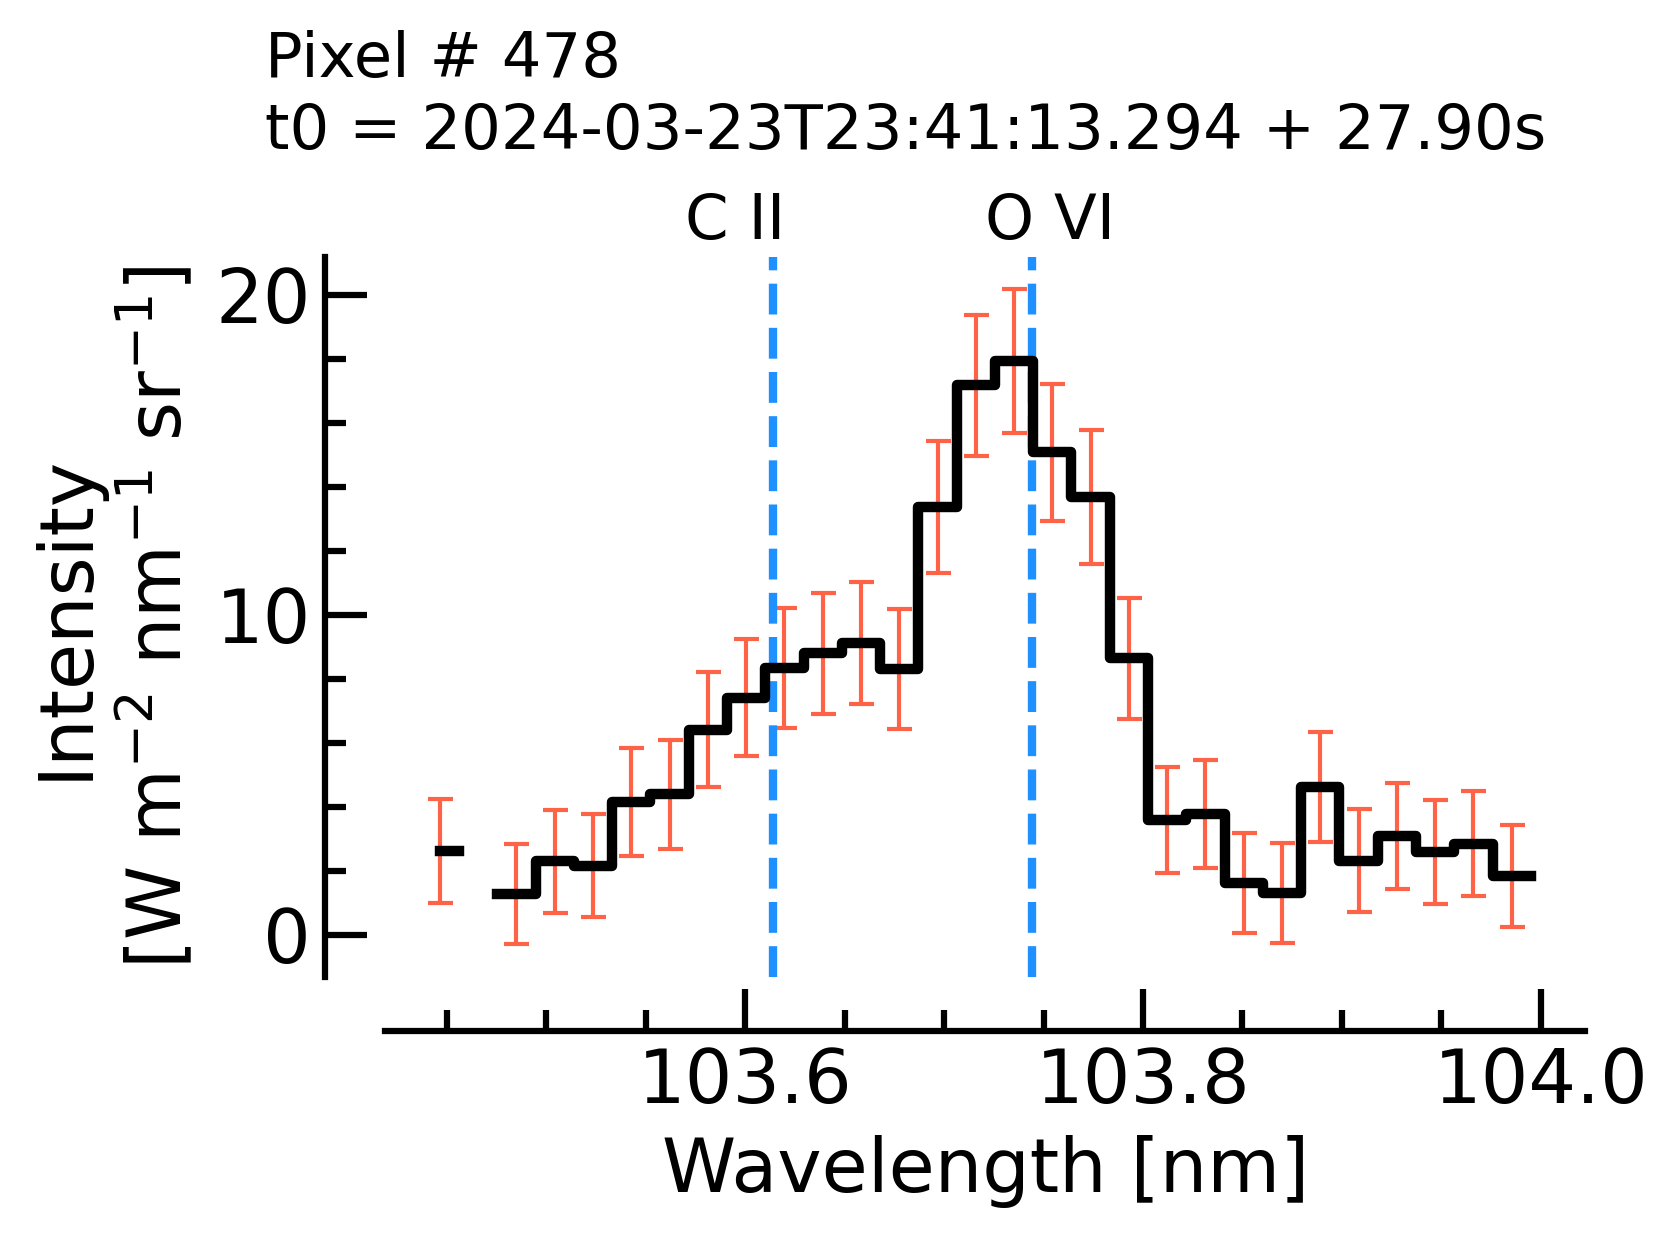 Pixel # 478
t0 = 2024-03-23T23:41:13.294 + 27.90s
C II
O VI
Intensity
[W m⁻² nm⁻¹ sr⁻¹]
20
10
0
103.6
103.8
104.0
Wavelength [nm]